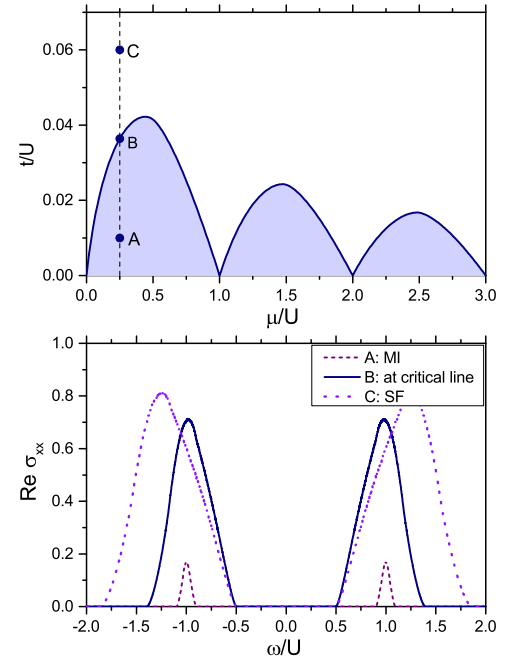 0.06
0.04
0.02
0.00
t/U
C
B
A
0.0 0.5 1.0 1.5 2.0 2.5 3.0
μ/U
1.0
0.8
0.6
0.4
0.2
0.0
Re σxx
A: MI
B: at critical line
C: SF
-2.0 -1.5 -1.0 -0.5 0.0 0.5 1.0 1.5 2.0
ω/U